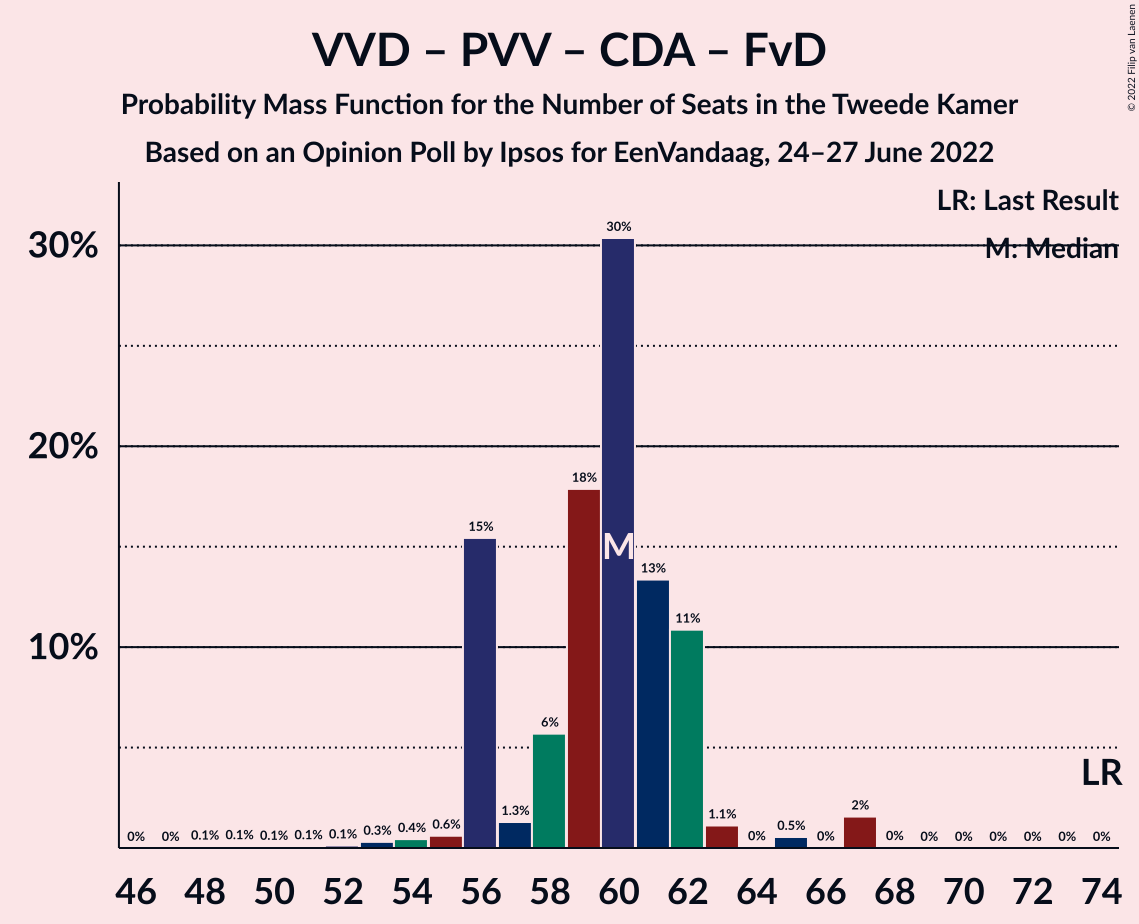 VVD – PVV – CDA – FvD
Probability Mass Function for the Number of Seats in the Tweede Kamer
Based on an Opinion Poll by Ipsos for EenVandaag, 24–27 June 2022
© 2022 Filip van Laenen
LR: Last Result
M: Median
30%
20%
10%
0% 0% 0.1% 0.1% 0.1% 0.1% 0.1% 0.3% 0.4% 0.6% 15% 1.3% 6% 18% 30% 13% 11% 1.1% 0% 0.5% 0% 2% 0% 0% 0% 0% 0% 0% 0%
M
LR
46 48 50 52 54 56 58 60 62 64 66 68 70 72 74